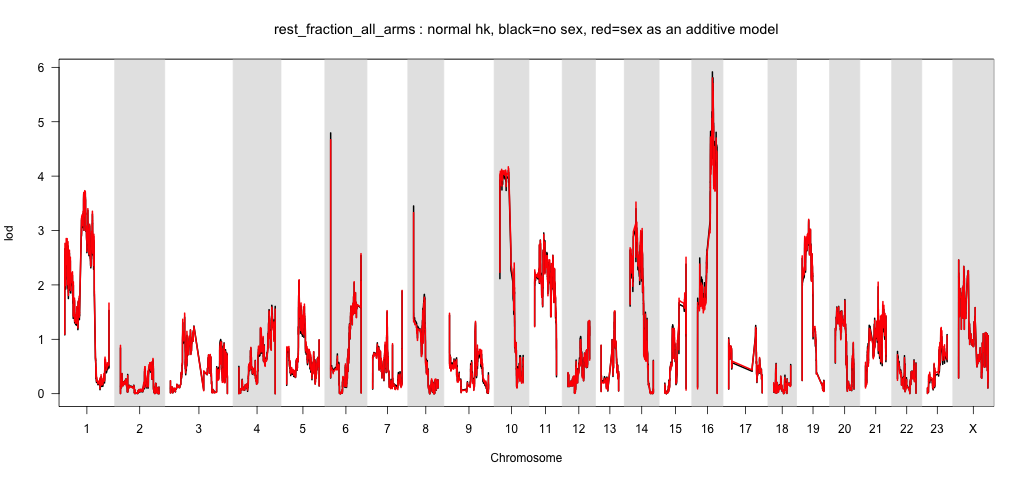 rest_fraction_all_arms : normal hk, black=no sex, red=sex as an additive model
6
5
4
3
2
1
0
lod
1 2 3 4 5 6 7 8 9 10 11 12 13 14 15 16 17 18 19 20 21 22 23 X
Chromosome